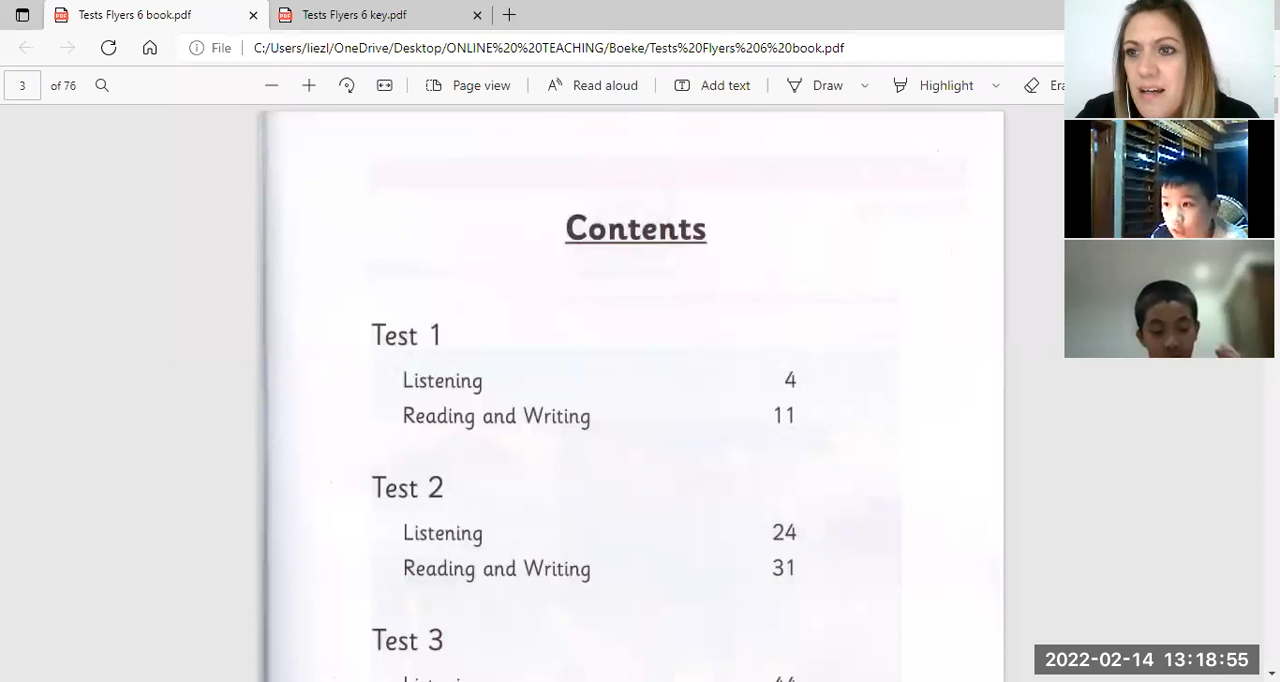 Tests Flyers 6 book.pdf
Tests Flyers 6 key.pdf
File
C:/Users/liezl/OneDrive/Desktop/ONLINE%20%20TEACHING/Boeke/Tests%20Flyers%206%20book.pdf
3 of 76
Page view
Read aloud
Add text
Draw
Highlight
Contents
Test 1
Listening 4
Reading and Writing 11
Test 2
Listening 24
Reading and Writing 31
Test 3
2022-02-14 13:18:55